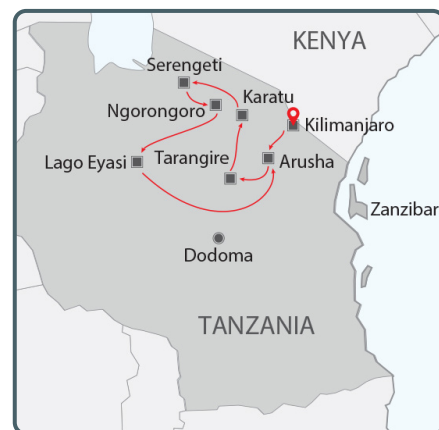 KENYA
Serengeti
Karatu
Ngorongoro
Kilimanjaro
Lago Eyasi
Tarangire
Arusha
Zanzibar
Dodoma
TANZANIA